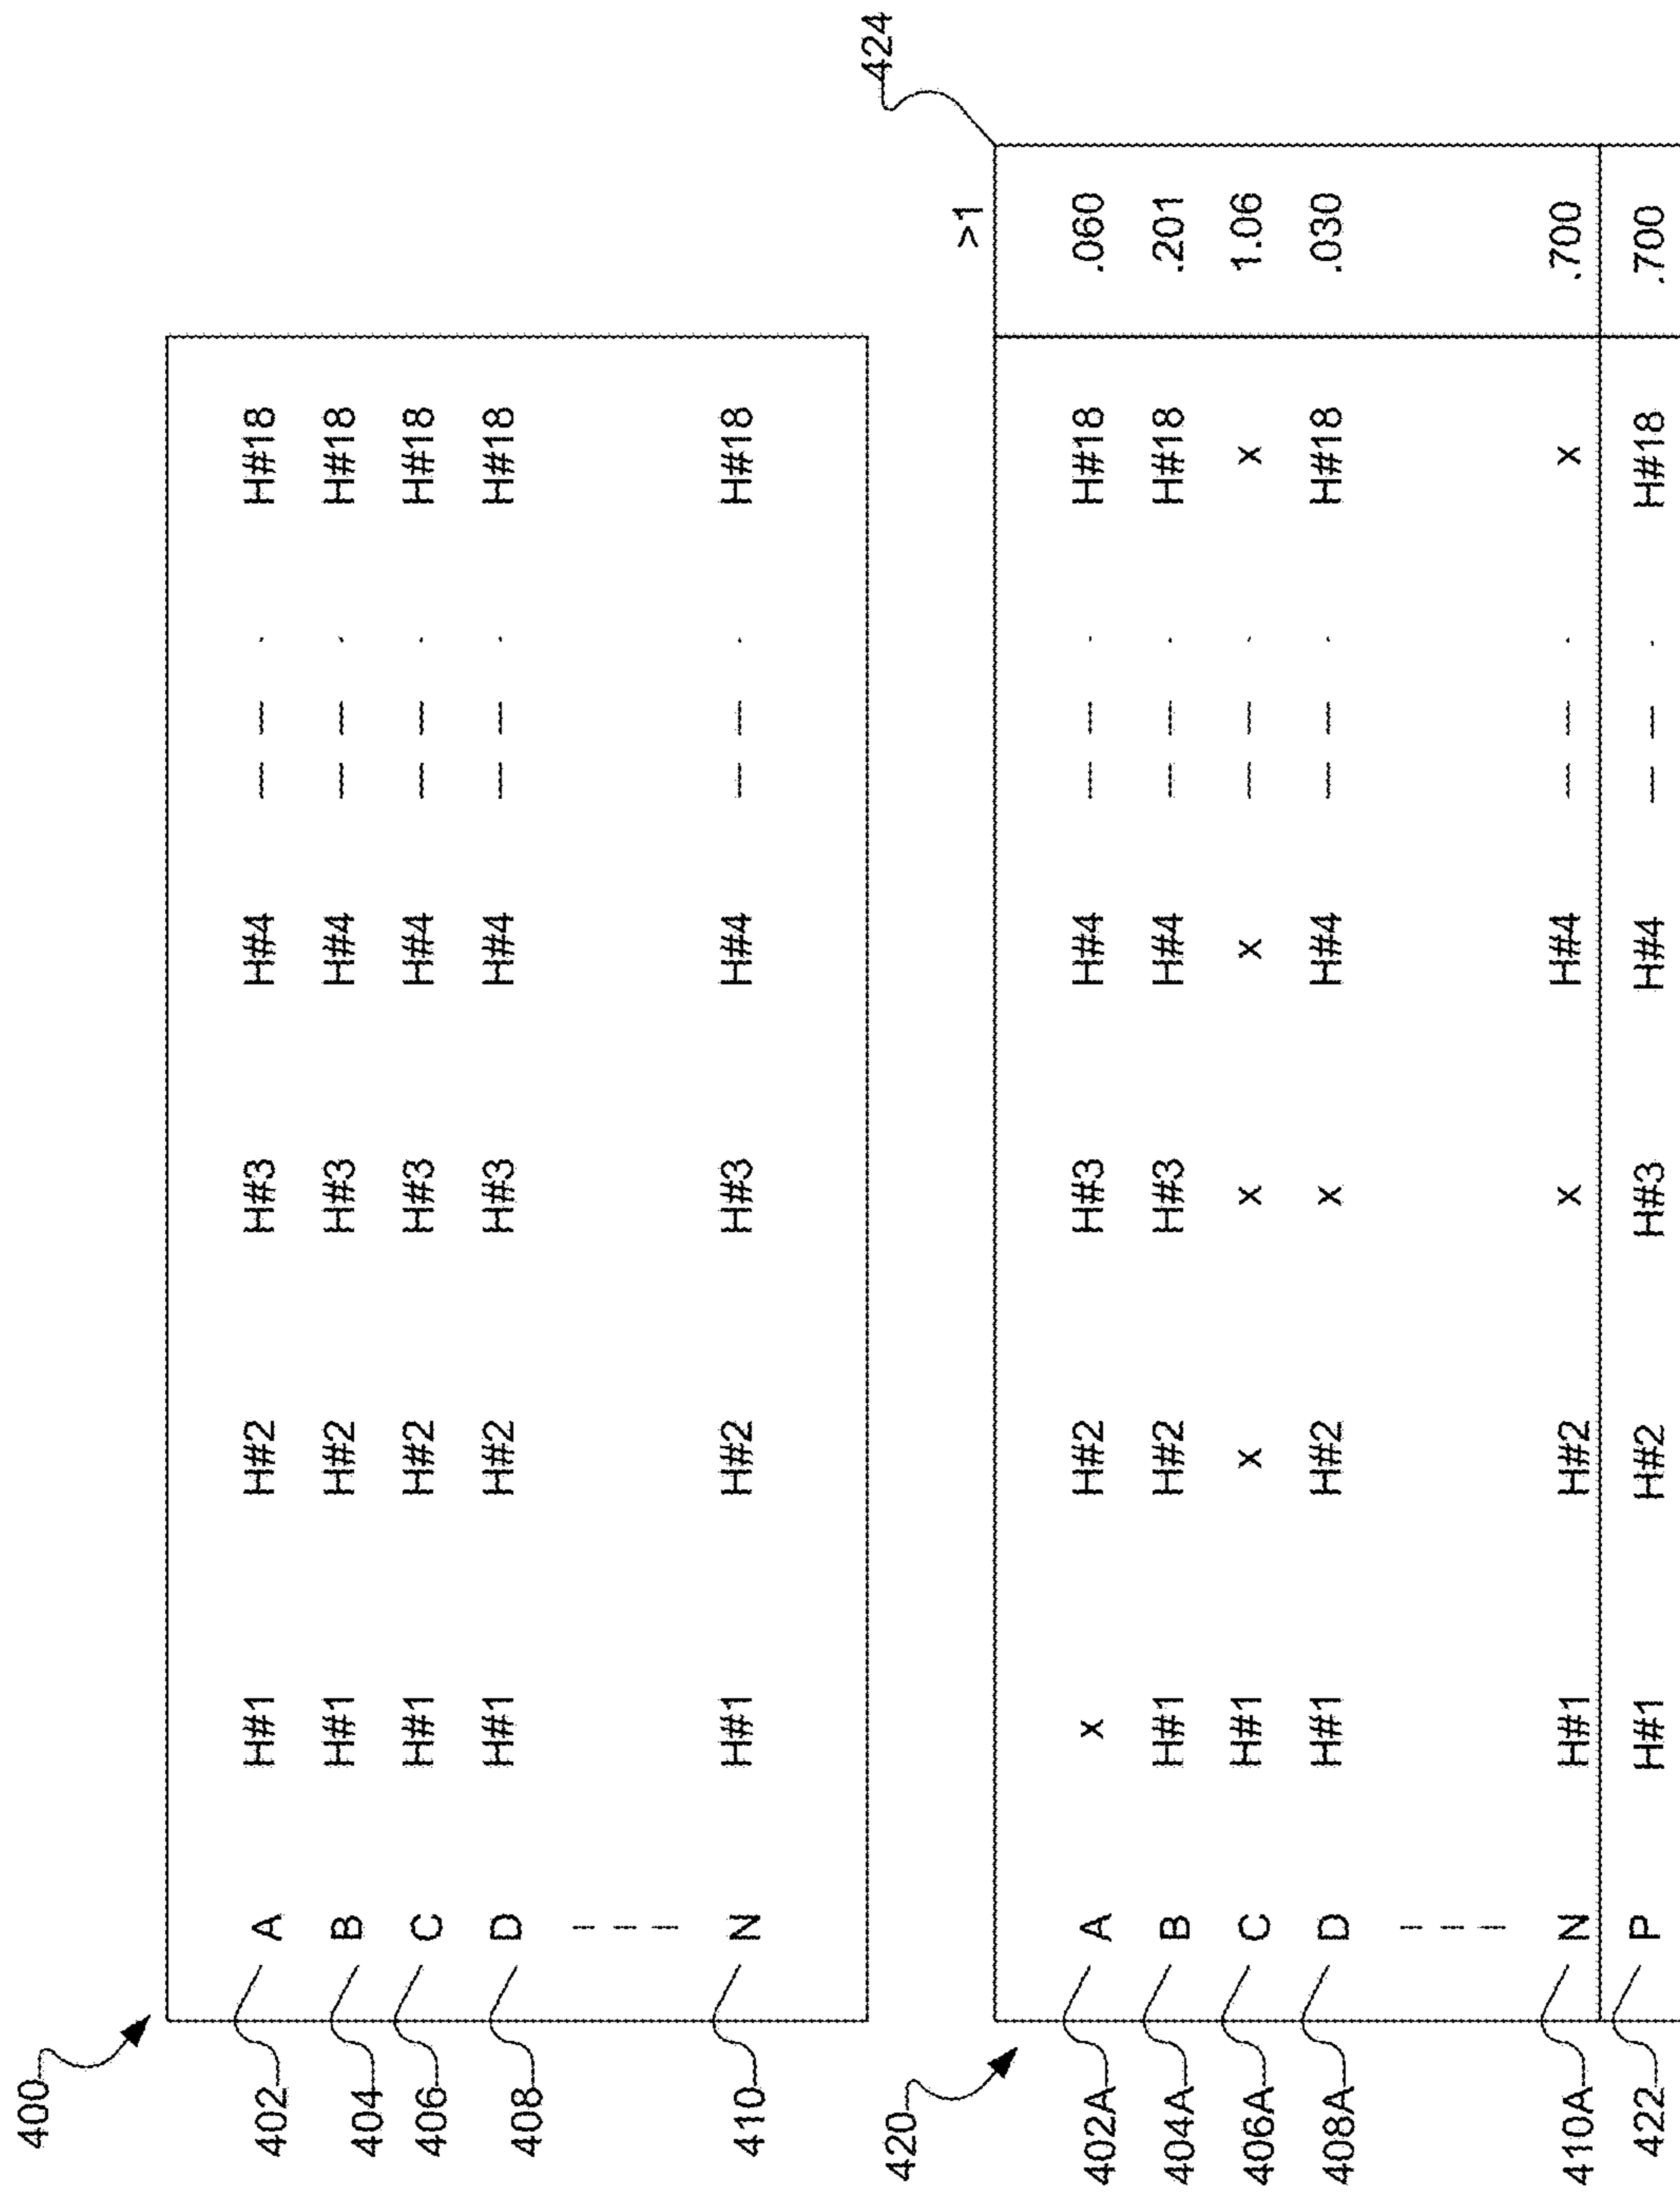 400
402 A H#1 H#2 H#3 H#4 H#18
404 B H#1 H#2 H#3 H#4 H#18
406 C H#1 H#2 H#3 H#4 H#18
408 D H#1 H#2 H#3 H#4 H#18
410 N H#1 H#2 H#3 H#4 H#18
424
420 >1
402A A x H#2 H#3 H#4 H#18 .060
404A B H#1 H#2 H#3 H#4 H#18 .201
406A C H#1 x x x x 1.06
408A D H#1 H#2 x H#4 H#18 .030
410A N H#1 H#2 x H#4 x .700
422 P H#1 H#2 H#3 H#4 H#18 .700